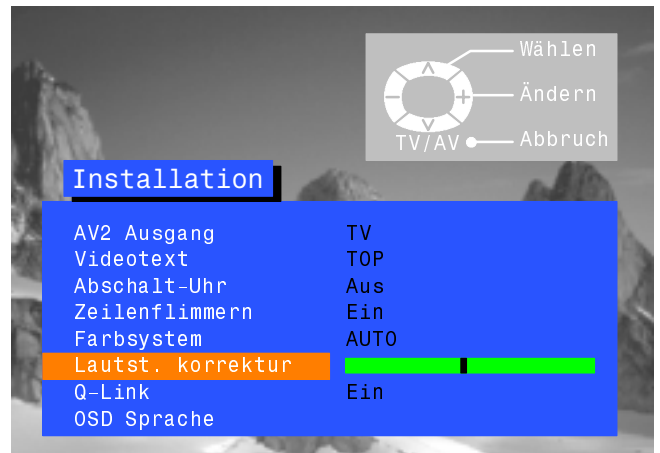 Wählen
Ändern
TV/AV Abbruch
Installation
AV2 Ausgang TV
Videotext TOP
Abschalt-Uhr Aus
Zeilenflimmern Ein
Farbsystem AUTO
Lautst. korrektur
Q-Link Ein
OSD Sprache